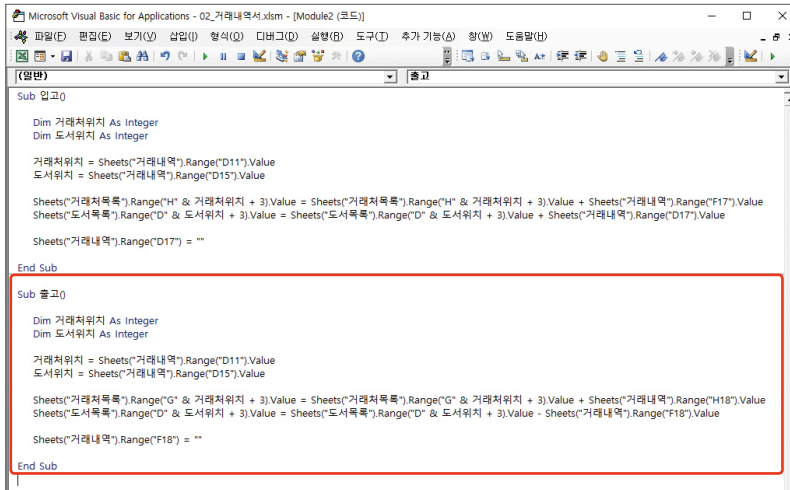 Microsoft Visual Basic for Applications - 02_거래내역서.xlsm - [Module2 (코드)]
파일(F) 편집(E) 보기(V) 삽입(I) 형식(O) 디버그(D) 실행(R) 도구(T) 추가 기능(A) 창(W) 도움말(H)
(일반) 출고
Sub 입고()
Dim 거래처위치 As Integer
Dim 도서위치 As Integer
거래처위치 = Sheets("거래내역").Range("D11").Value
도서위치 = Sheets("거래내역").Range("D15").Value
Sheets("거래처목록").Range("H" & 거래처위치 + 3).Value = Sheets("거래처목록").Range("H" & 거래처위치 + 3).Value + Sheets("거래내역").Range("F17").Value
Sheets("도서목록").Range("D" & 도서위치 + 3).Value = Sheets("도서목록").Range("D" & 도서위치 + 3).Value + Sheets("거래내역").Range("D17").Value
Sheets("거래내역").Range("D17") = ""
End Sub
Sub 출고()
Dim 거래처위치 As Integer
Dim 도서위치 As Integer
거래처위치 = Sheets("거래내역").Range("D11").Value
도서위치 = Sheets("거래내역").Range("D15").Value
Sheets("거래처목록").Range("G" & 거래처위치 + 3).Value = Sheets("거래처목록").Range("G" & 거래처위치 + 3).Value + Sheets("거래내역").Range("H18").Value
Sheets("도서목록").Range("D" & 도서위치 + 3).Value = Sheets("도서목록").Range("D" & 도서위치 + 3).Value - Sheets("거래내역").Range("F18").Value
Sheets("거래내역").Range("F18") = ""
End Sub